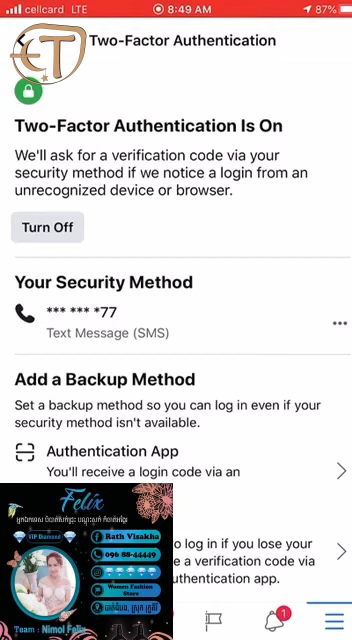 cellcard LTE 8:49 AM 87%
ET
Two-Factor Authentication
Two-Factor Authentication Is On
We'll ask for a verification code via your
security method if we notice a login from an
unrecognized device or browser.
Turn Off
Your Security Method
*** *** *77
Text Message (SMS)
Add a Backup Method
Set a backup method so you can log in even if your
security method isn't available.
Authentication App
You'll receive a login code via an
o log in if you lose your
e a verification code via
uthentication app.
Felix
VIP Diamond
Rath Visakha
096 88-44449
Women Fashion
Store
Team : Nimol Felix
1